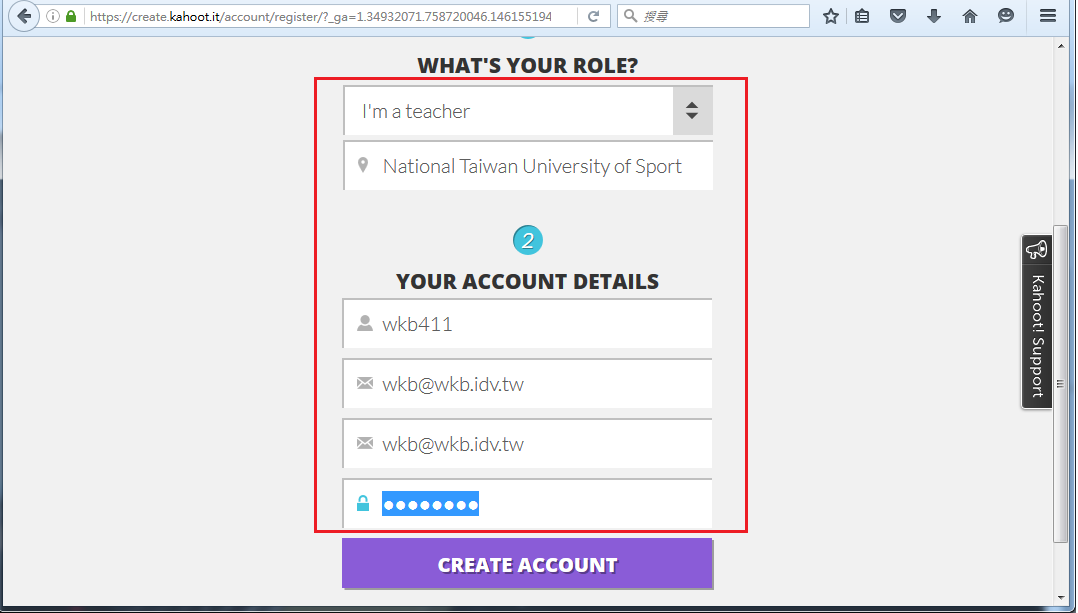 https://create.kahoot.it/account/register/?_ga=1.34932071.758720046.146155194
搜尋
WHAT'S YOUR ROLE?
I'm a teacher
National Taiwan University of Sport
2
YOUR ACCOUNT DETAILS
wkb411
wkb@wkb.idv.tw
wkb@wkb.idv.tw
●●●●●●●●
CREATE ACCOUNT
Kahoot! Support